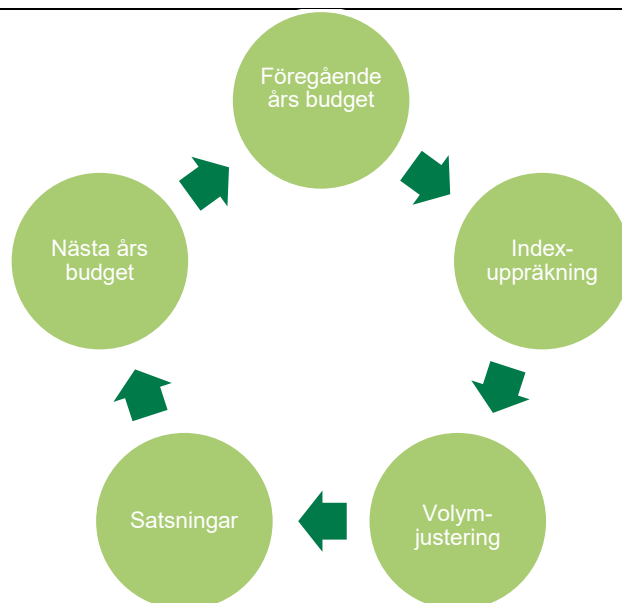 Föregående
års budget
Index-
uppräkning
Volym-
justering
Satsningar
Nästa års
budget